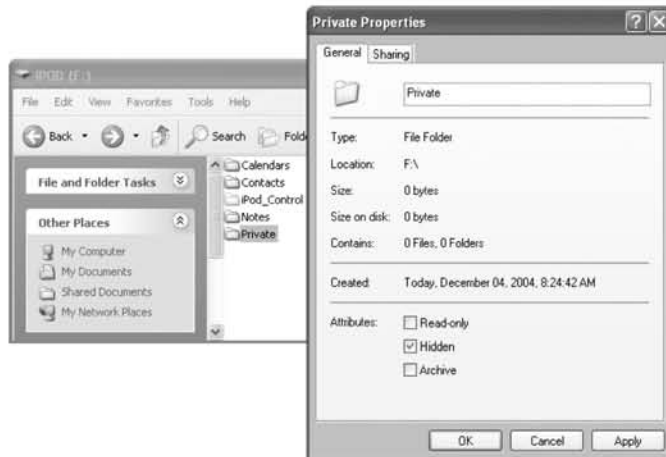 IPOD (F:)
File Edit View Favorites Tools Help
Back Search Folde
File and Folder Tasks
Other Places
My Computer
My Documents
Shared Documents
My Network Places
Calendars
Contacts
iPod_Control
Notes
Private
Private Properties
General Sharing
Private
Type: File Folder
Location: F:\
Size: 0 bytes
Size on disk: 0 bytes
Contains: 0 Files, 0 Folders
Created: Today, December 04, 2004, 8:24:42 AM
Attributes: Read-only
Hidden
Archive
OK Cancel Apply